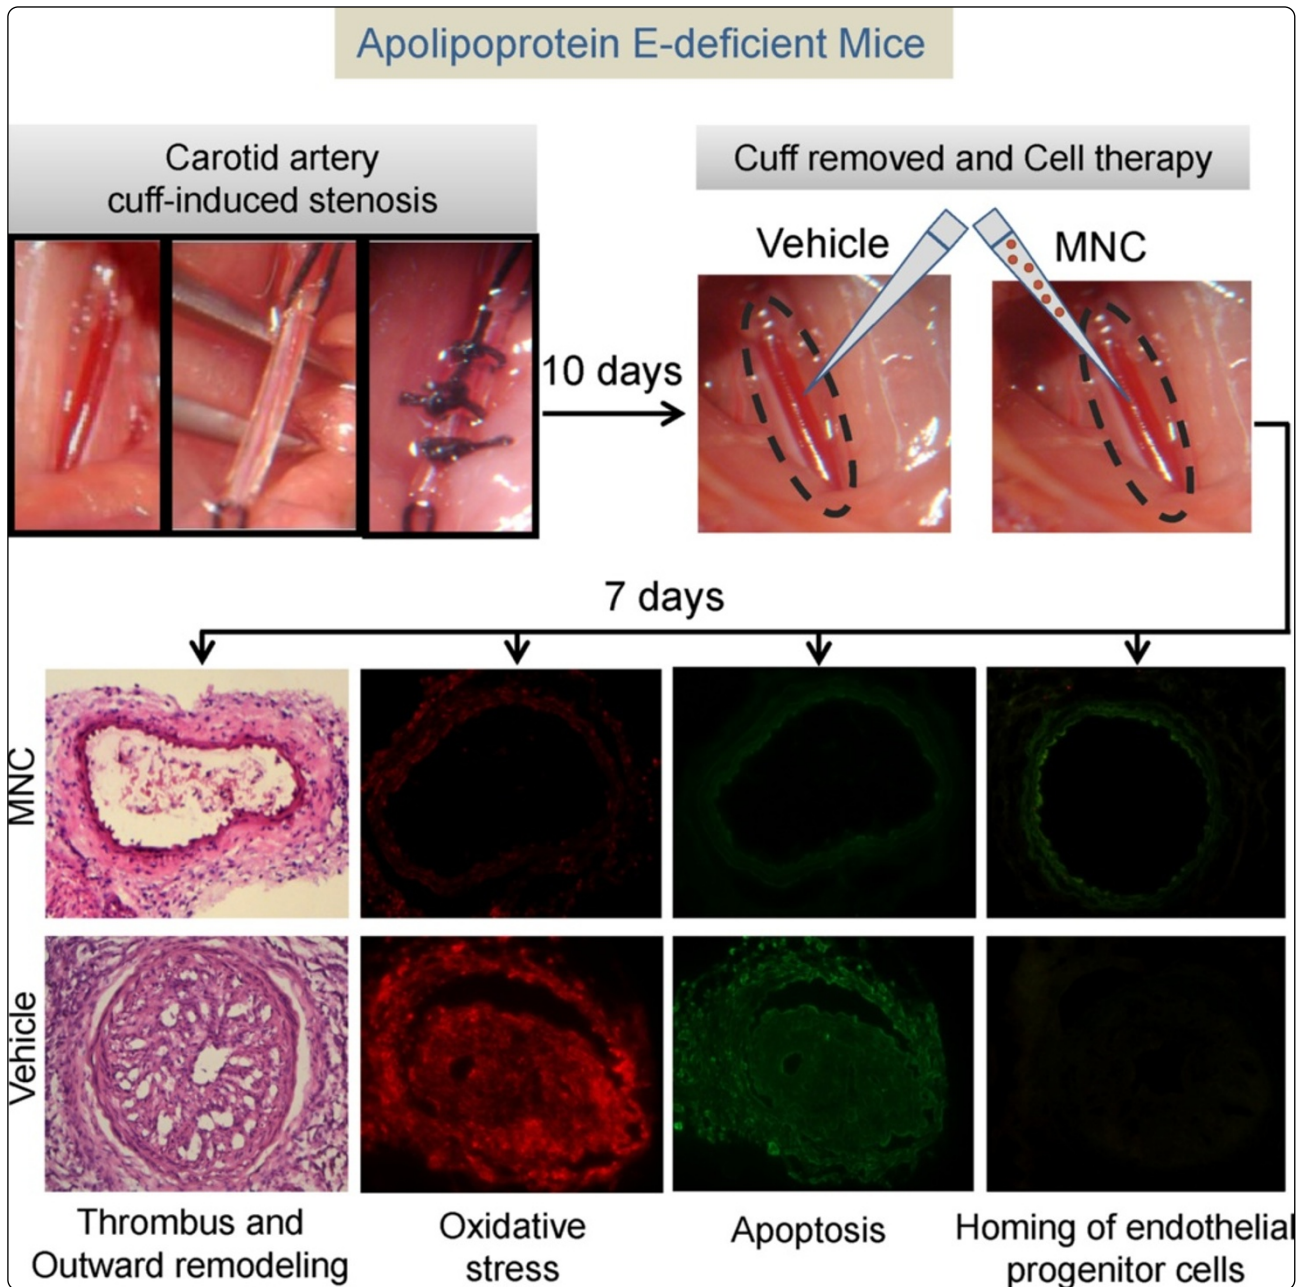 Apolipoprotein E-deficient Mice
Carotid artery
cuff-induced stenosis
Cuff removed and Cell therapy
Vehicle
MNC
10 days
7 days
MNC
Vehicle
Thrombus and
Outward remodeling
Oxidative
stress
Apoptosis
Homing of endothelial
progenitor cells